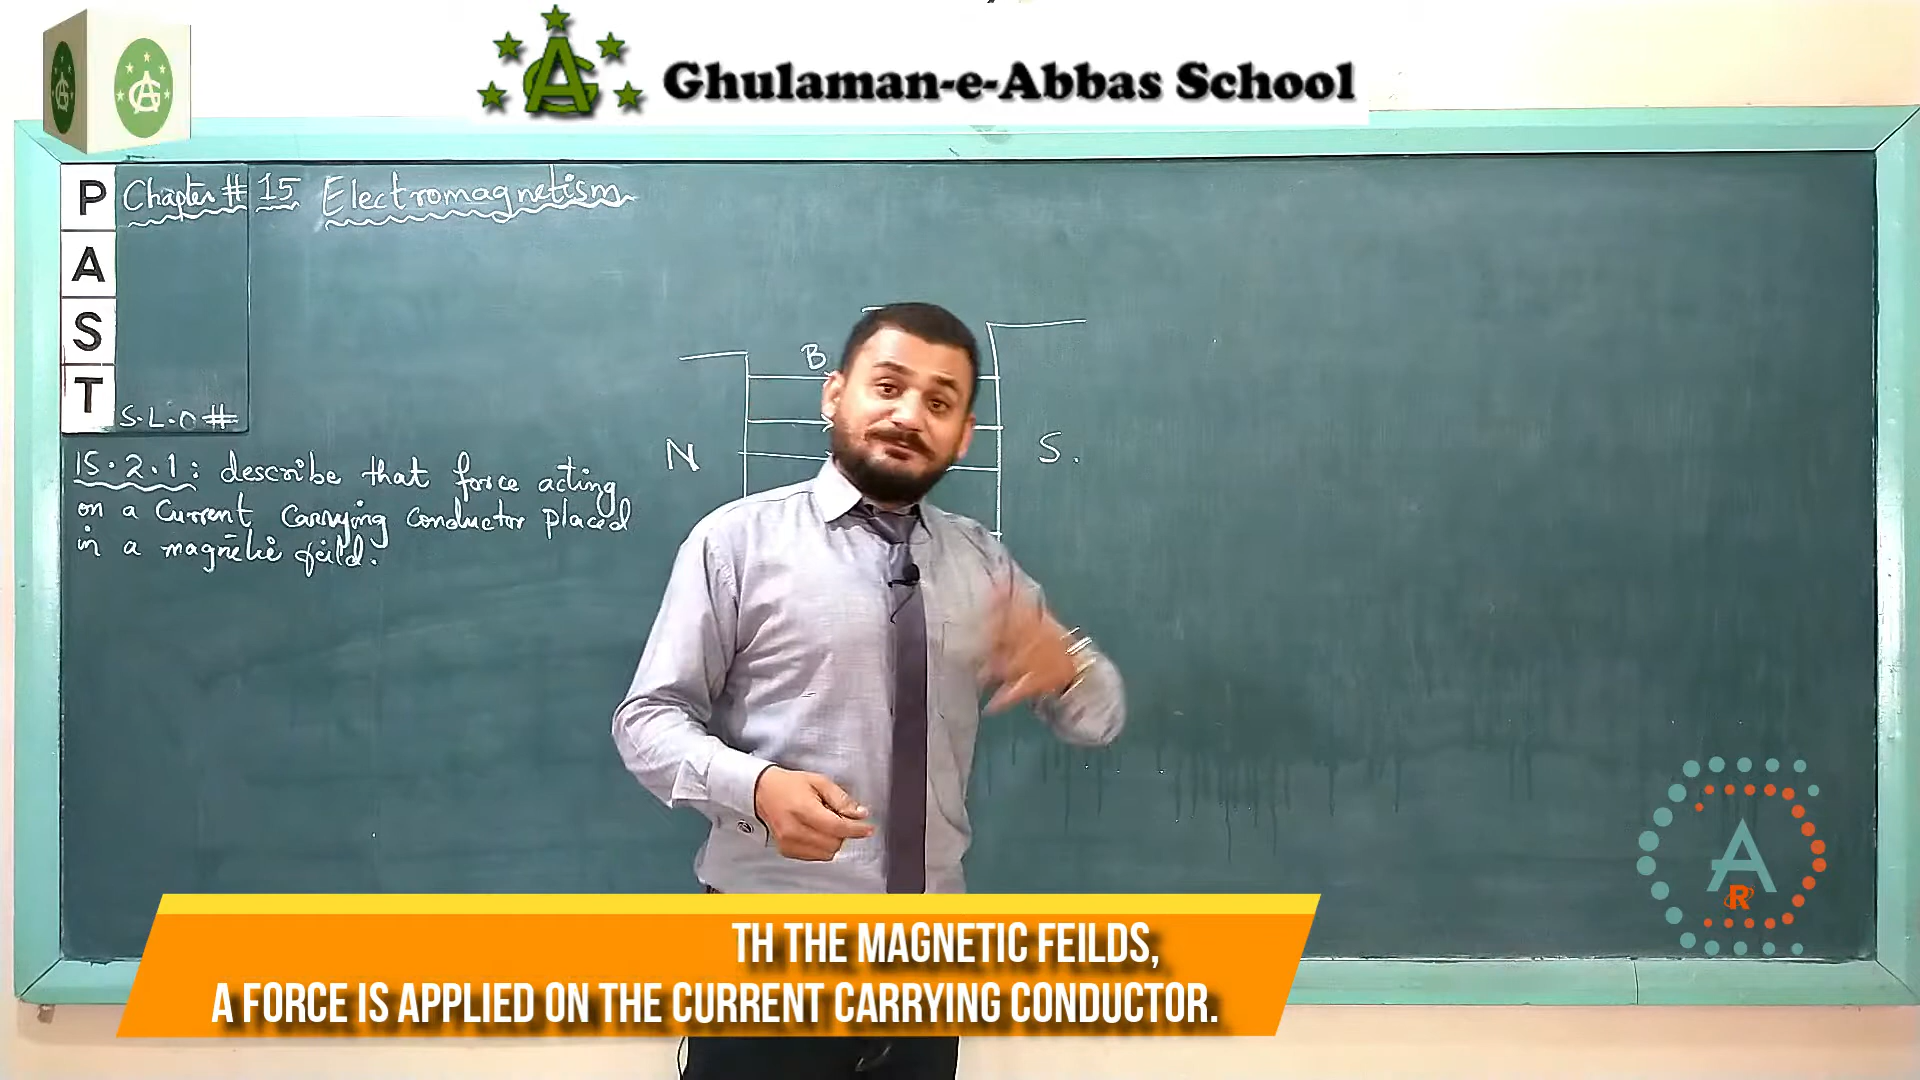 Ghulaman-e-Abbas School
P
A
S
T
Chapter # 15 Electromagnetism
S.L.O #
15.2.1: describe that force acting
on a current carrying conductor placed
in a magnetic feild.
B
N
S.
TH THE MAGNETIC FEILDS,
A FORCE IS APPLIED ON THE CURRENT CARRYING CONDUCTOR.
A
R